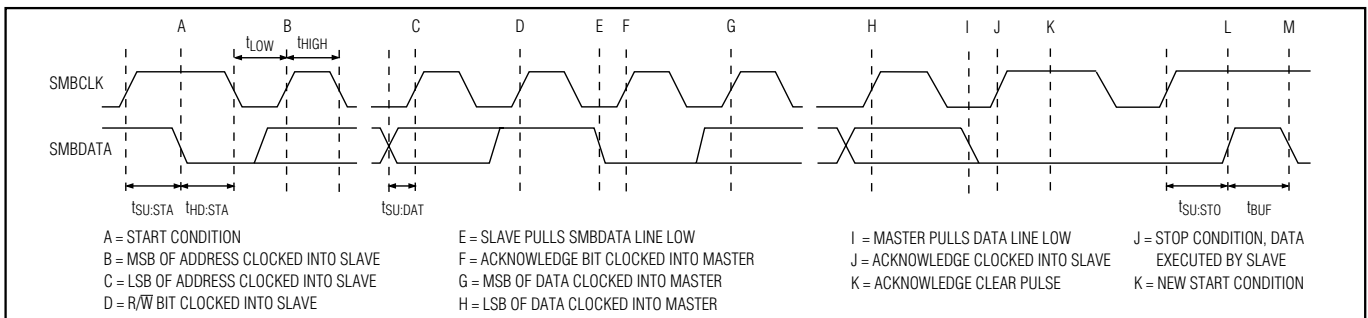 A B C D E F G H I J K L M
tLOW tHIGH
SMBCLK
SMBDATA
tSU:STA tHD:STA tSU:DAT tSU:STO tBUF
A = START CONDITION
B = MSB OF ADDRESS CLOCKED INTO SLAVE
C = LSB OF ADDRESS CLOCKED INTO SLAVE
D = R/W̅ BIT CLOCKED INTO SLAVE
E = SLAVE PULLS SMBDATA LINE LOW
F = ACKNOWLEDGE BIT CLOCKED INTO MASTER
G = MSB OF DATA CLOCKED INTO MASTER
H = LSB OF DATA CLOCKED INTO MASTER
I = MASTER PULLS DATA LINE LOW
J = ACKNOWLEDGE CLOCKED INTO SLAVE
K = ACKNOWLEDGE CLEAR PULSE
J = STOP CONDITION, DATA
EXECUTED BY SLAVE
K = NEW START CONDITION